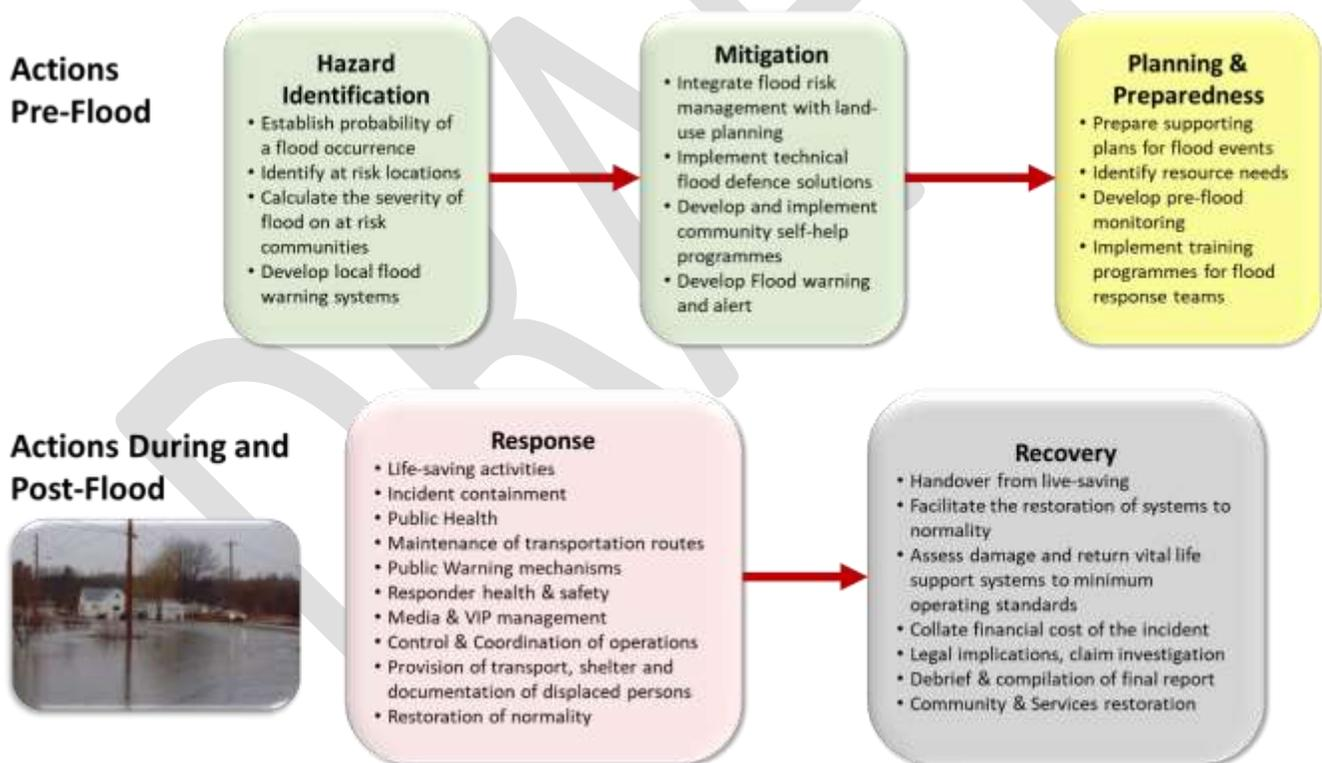 Actions
Pre-Flood
Hazard
Identification
• Establish probability of
a flood occurrence
• Identify at risk locations
• Calculate the severity of
flood on at risk
communities
• Develop local flood
warning systems
Mitigation
• Integrate flood risk
management with land-
use planning
• Implement technical
flood defence solutions
• Develop and implement
community self-help
programmes
• Develop Flood warning
and alert
Planning &
Preparedness
• Prepare supporting
plans for flood events
• Identify resource needs
• Develop pre-flood
monitoring
• Implement training
programmes for flood
response teams
Actions During and
Post-Flood
Response
• Life-saving activities
• Incident containment
• Public Health
• Maintenance of transportation routes
• Public Warning mechanisms
• Responder health & safety
• Media & VIP management
• Control & Coordination of operations
• Provision of transport, shelter and
documentation of displaced persons
• Restoration of normality
Recovery
• Handover from live-saving
• Facilitate the restoration of systems to
normality
• Assess damage and return vital life
support systems to minimum
operating standards
• Collate financial cost of the incident
• Legal implications, claim investigation
• Debrief & compilation of final report
• Community & Services restoration